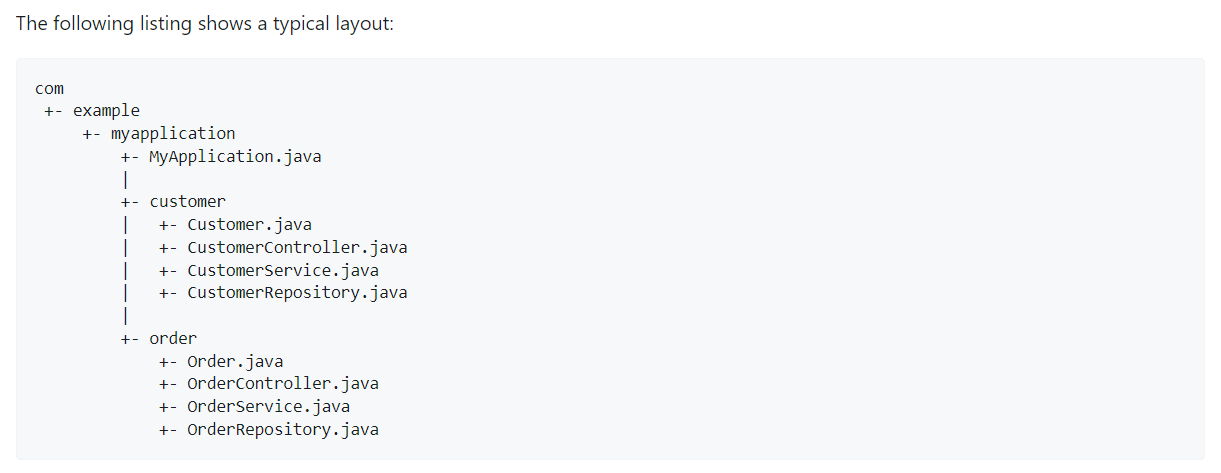 The following listing shows a typical layout:
com
 +- example
     +- myapplication
         +- MyApplication.java
         |
         +- customer
         |   +- Customer.java
         |   +- CustomerController.java
         |   +- CustomerService.java
         |   +- CustomerRepository.java
         |
         +- order
             +- Order.java
             +- OrderController.java
             +- OrderService.java
             +- OrderRepository.java